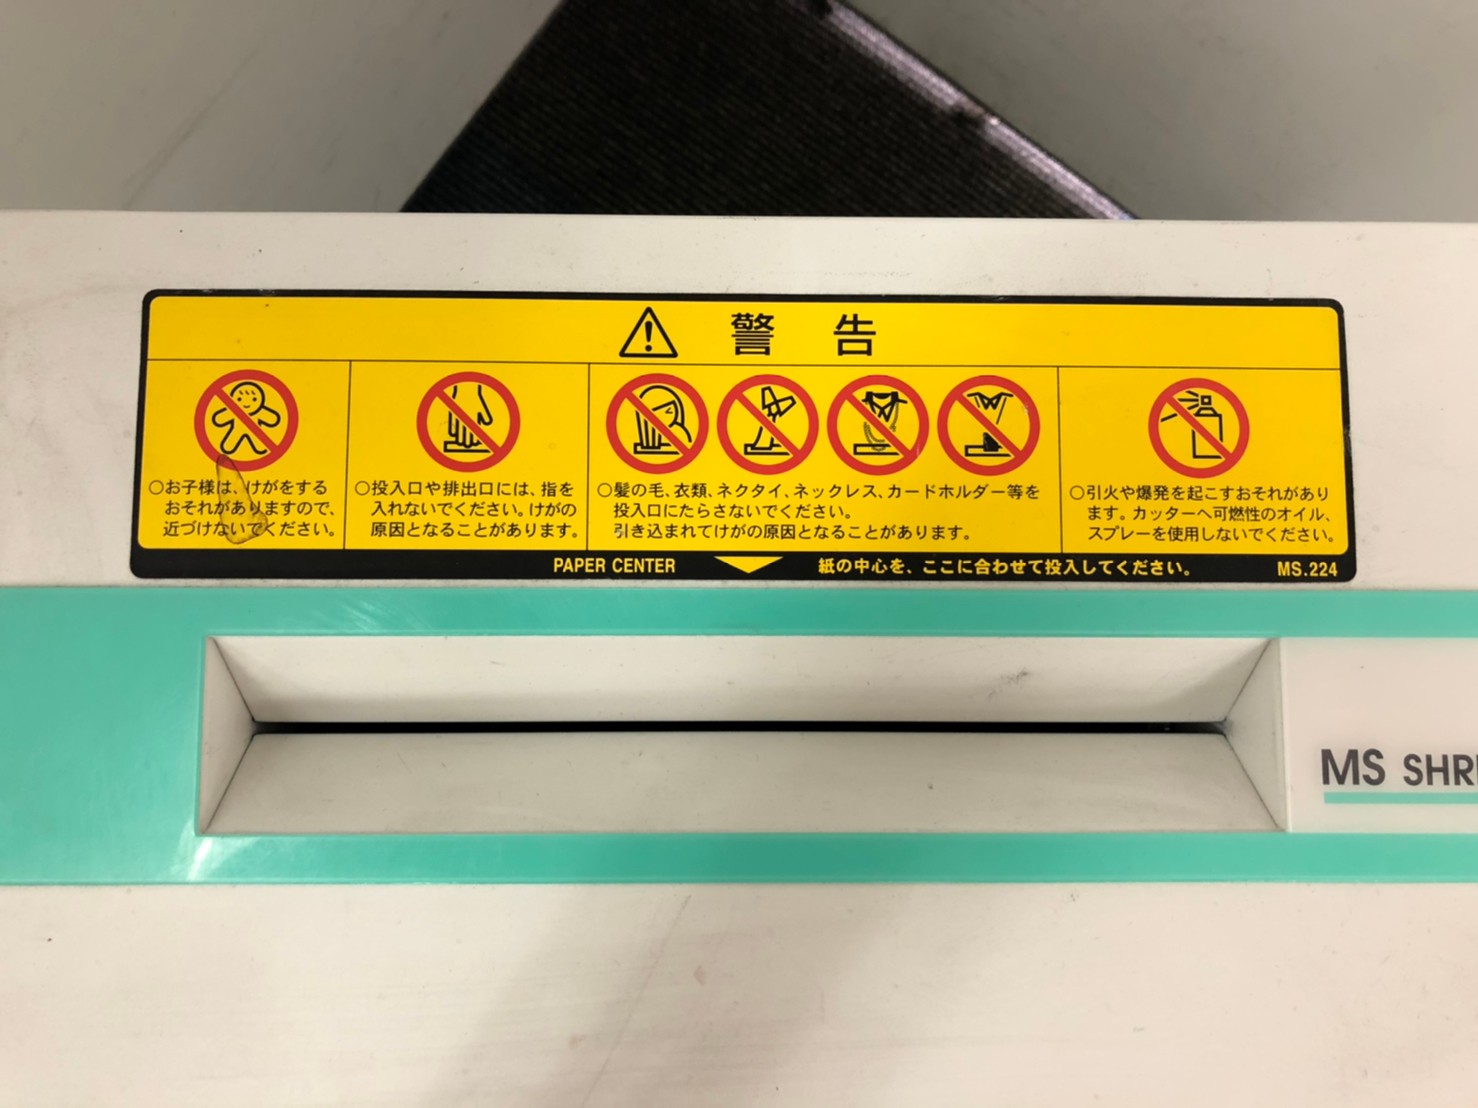 警告
○お子様は、けがをする
おそれがありますので、
近づけないでください。
○投入口や排出口には、指を
入れないでください。けがの
原因となることがあります。
○髪の毛、衣類、ネクタイ、ネックレス、カードホルダー等を
投入口にたらさないでください。
引き込まれてけがの原因となることがあります。
○引火や爆発を起こすおそれがあり
ます。カッターへ可燃性のオイル、
スプレーを使用しないでください。
PAPER CENTER 紙の中心を、ここに合わせて投入してください。 MS.224
MS SHR